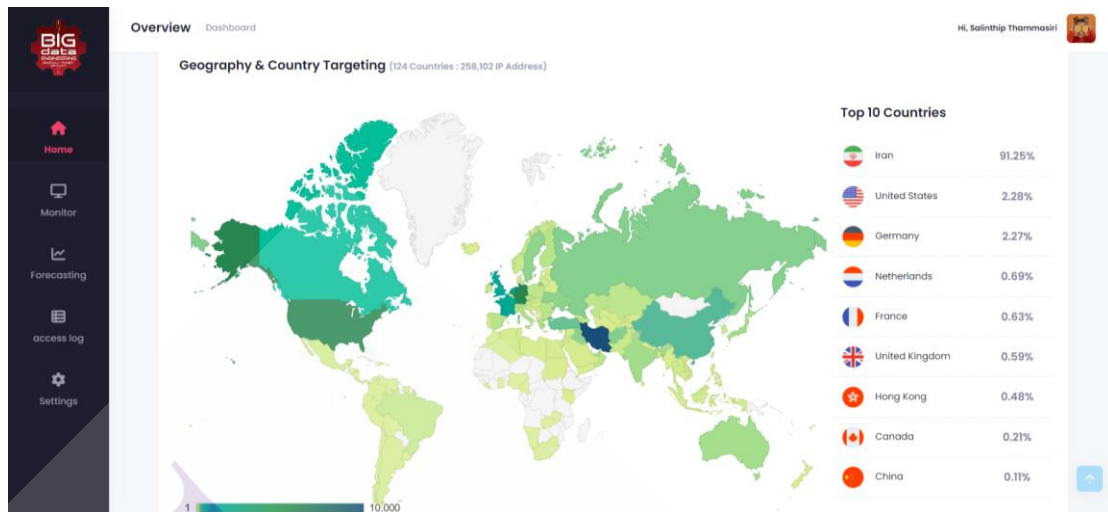 BIG
data
ENGINEERING
Overview Dashboard
Hi, Salinthip Thammasiri
Geography & Country Targeting (124 Countries : 258,102 IP Address)
Top 10 Countries
Iran 91.25%
United States 2.28%
Germany 2.27%
Netherlands 0.69%
France 0.63%
United Kingdom 0.59%
Hong Kong 0.48%
Canada 0.21%
China 0.11%
Home
Monitor
Forecasting
access log
Settings
1 10,000